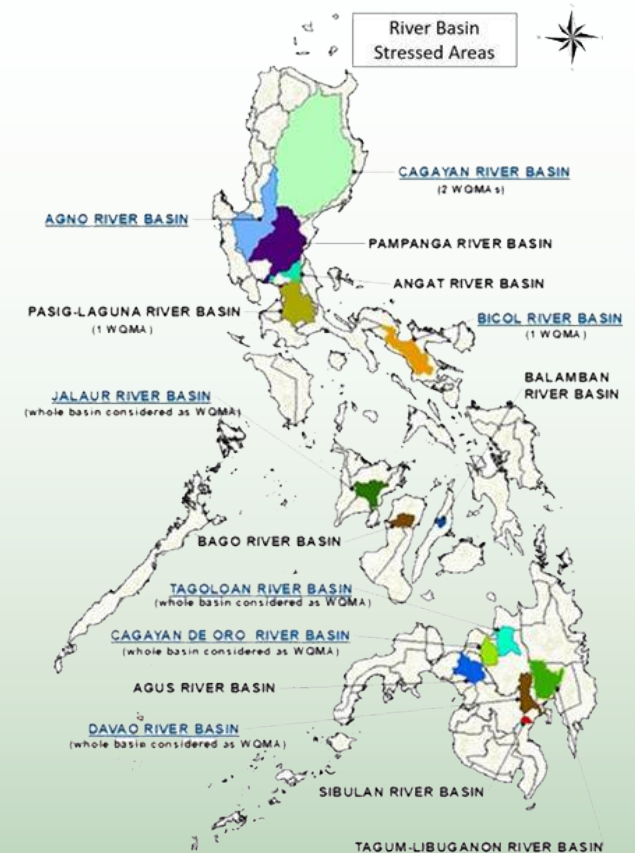 River Basin
Stressed Areas
CAGAYAN RIVER BASIN
(2 WQMAs)
AGNO RIVER BASIN
PAMPANGA RIVER BASIN
ANGAT RIVER BASIN
PASIG-LAGUNA RIVER BASIN
(1 WQMA)
BICOL RIVER BASIN
(1 WQMA)
BALAMBAN
RIVER BASIN
JALAUR RIVER BASIN
(whole basin considered as WQMA)
BAGO RIVER BASIN
TAGOLOAN RIVER BASIN
(whole basin considered as WQMA)
CAGAYAN DE ORO RIVER BASIN
(whole basin considered as WQMA)
AGUS RIVER BASIN
DAVAO RIVER BASIN
(whole basin considered as WQMA)
SIBULAN RIVER BASIN
TAGUM-LIBUGANON RIVER BASIN